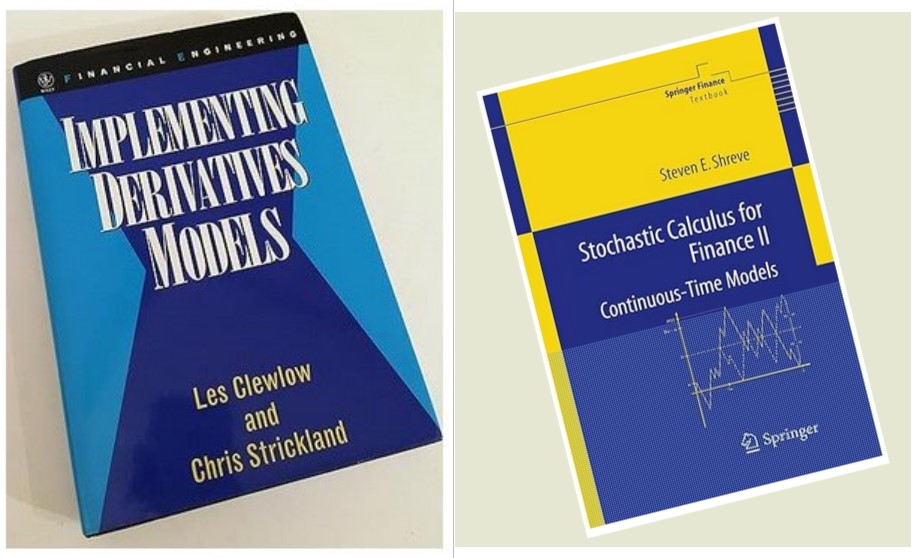 FINANCIAL ENGINEERING
WILEY
IMPLEMENTING
DERIVATIVES
MODELS
Les Clewlow
and
Chris Strickland
Springer Finance
Textbook
Steven E. Shreve
Stochastic Calculus for
Finance II
Continuous-Time Models
Springer